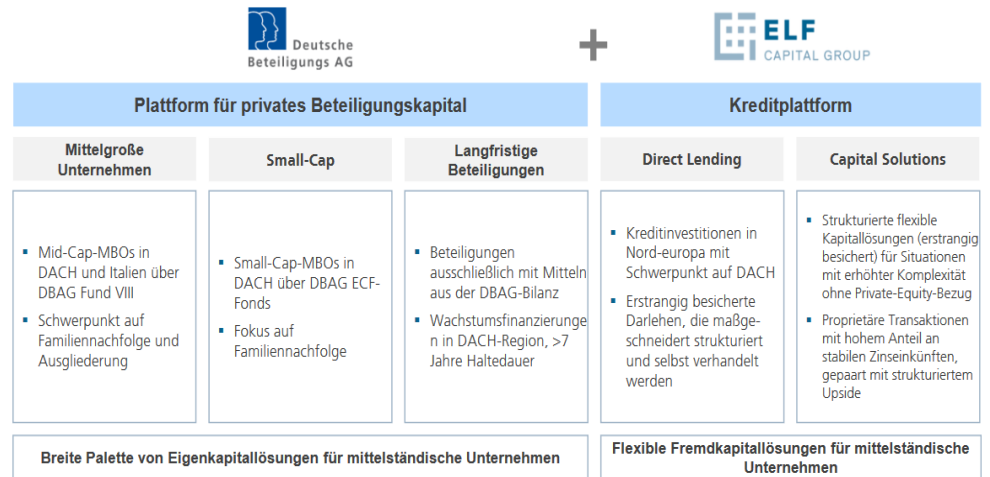 Deutsche
Beteiligungs AG
+
ELF
CAPITAL GROUP
Plattform für privates Beteiligungskapital
Kreditplattform
Mittelgroße
Unternehmen
Small-Cap
Langfristige
Beteiligungen
Direct Lending
Capital Solutions
▪ Mid-Cap-MBOs in
DACH und Italien über
DBAG Fund VIII
▪ Schwerpunkt auf
Familiennachfolge und
Ausgliederung
▪ Small-Cap-MBOs in
DACH über DBAG ECF-
Fonds
▪ Fokus auf
Familiennachfolge
▪ Beteiligungen
ausschließlich mit Mitteln
aus der DBAG-Bilanz
▪ Wachstumsfinanzierunge
n in DACH-Region, >7
Jahre Haltedauer
▪ Kreditinvestitionen in
Nord-europa mit
Schwerpunkt auf DACH
▪ Erstrangig besicherte
Darlehen, die maßge-
schneidert strukturiert
und selbst verhandelt
werden
▪ Strukturierte flexible
Kapitallösungen (erstrangig
besichert) für Situationen
mit erhöhter Komplexität
ohne Private-Equity-Bezug
▪ Proprietäre Transaktionen
mit hohem Anteil an
stabilen Zinseinkünften,
gepaart mit strukturiertem
Upside
Breite Palette von Eigenkapitallösungen für mittelständische Unternehmen
Flexible Fremdkapitallösungen für mittelständische
Unternehmen